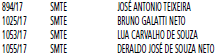 894/17 SMTE JOSÉ ANTONIO TEIXEIRA
1025/17 SMTE BRUNO GALATTI NETO
1053/17 SMTE LUA CARVALHO DE SOUZA
1055/17 SMTE DERALDO JOSÉ DE SOUZA NETO